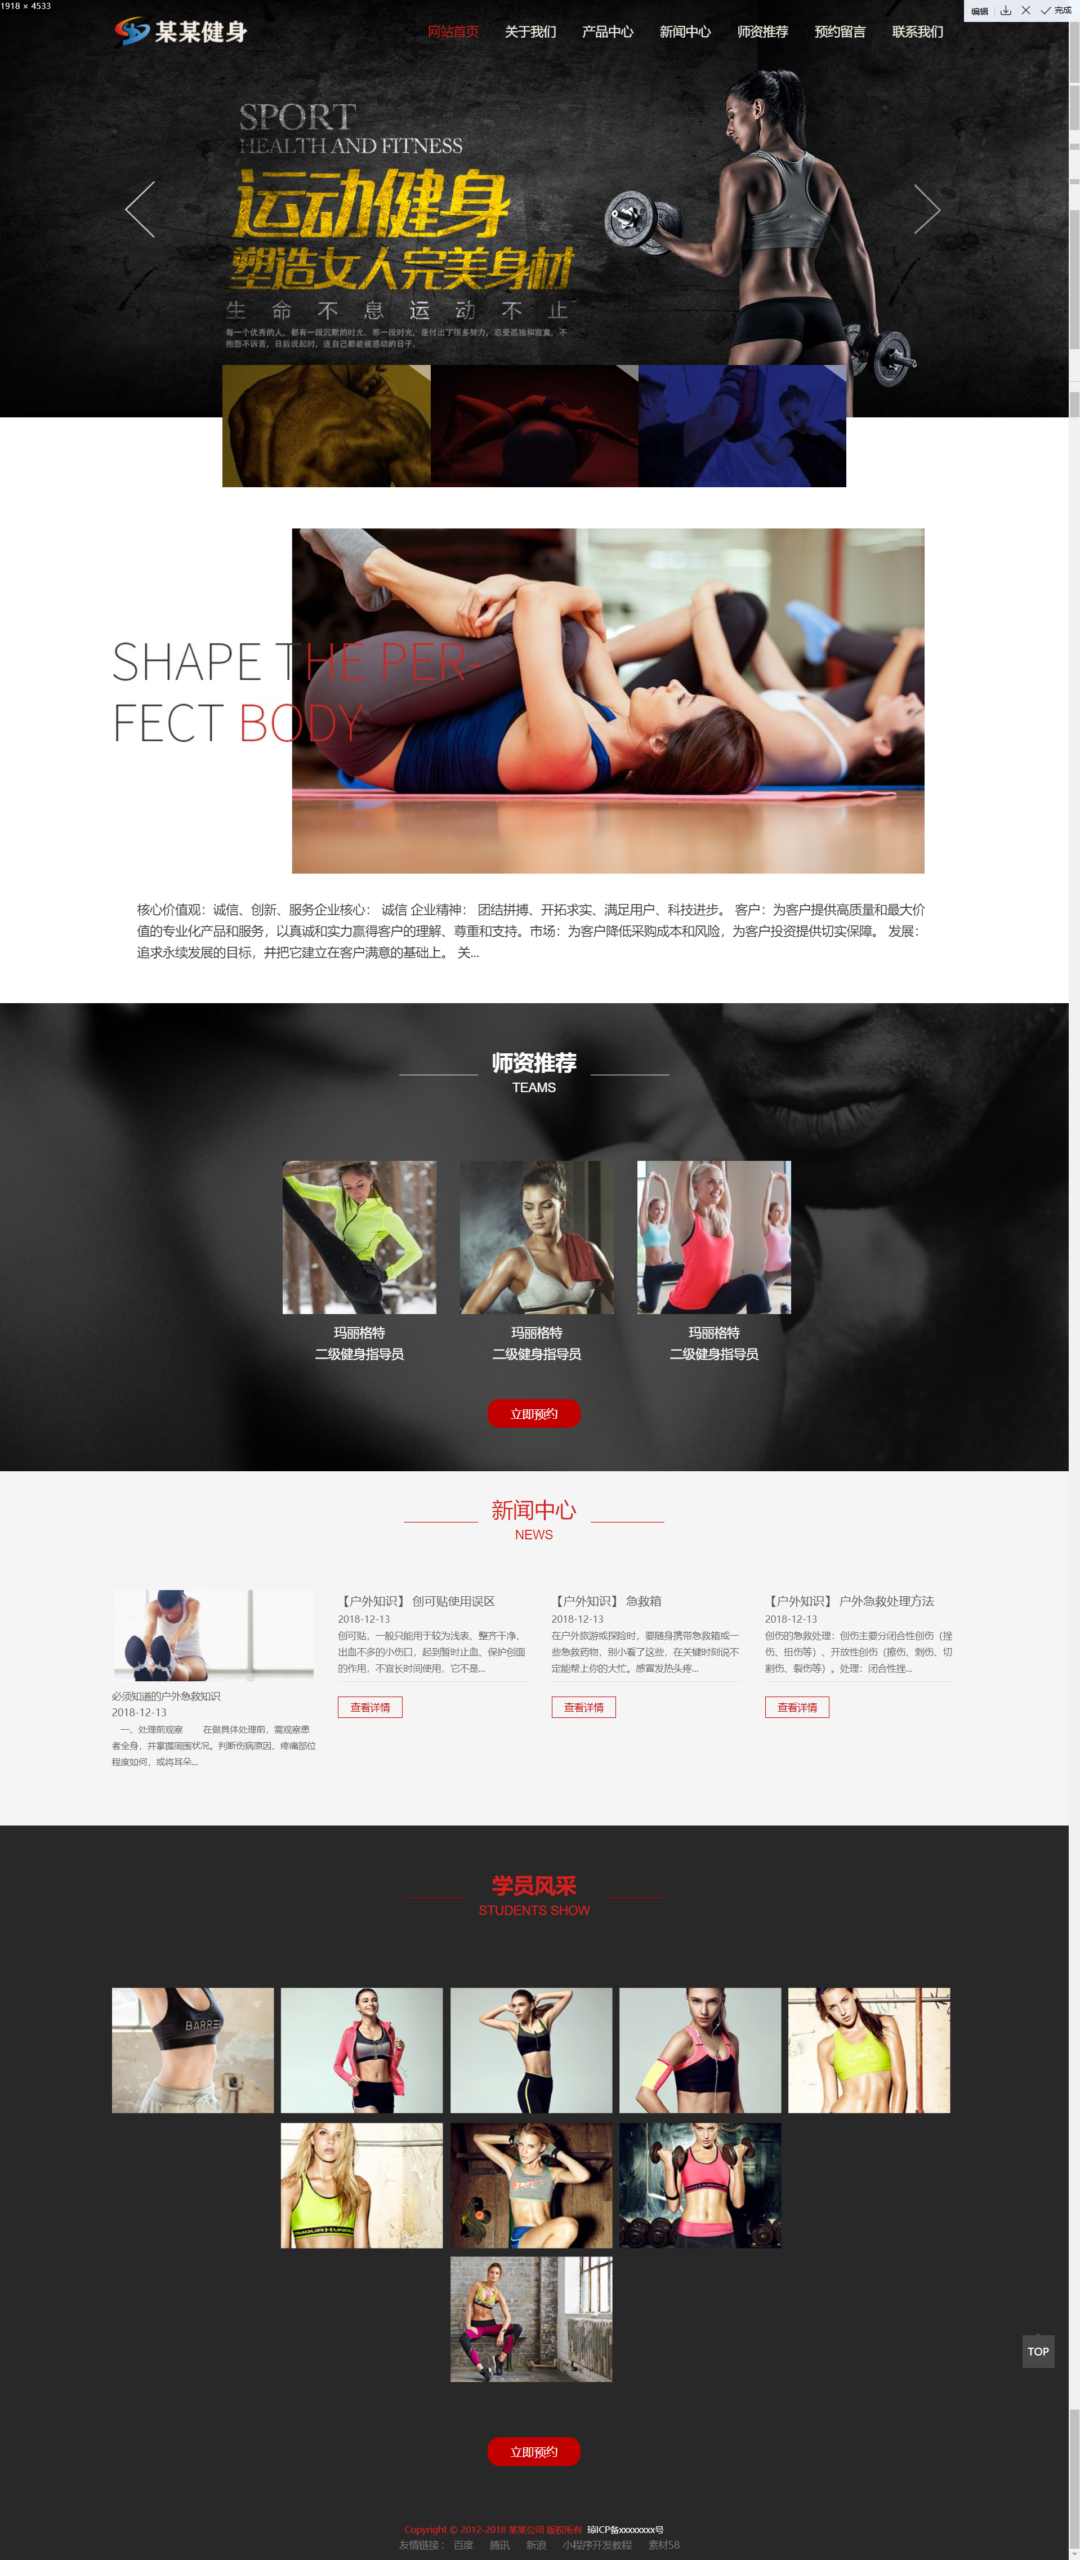 1918 × 4533
编辑 完成
某某健身
网站首页 关于我们 产品中心 新闻中心 师资推荐 预约留言 联系我们
SPORT
HEALTH AND FITNESS
运动健身
塑造女人完美身材
生命不息运动不止
每一个优秀的人，都有一段沉默的时光。那一段时光，是付出了很多努力，忍受孤独和寂寞，不
抱怨不诉苦，日后说起时，连自己都能被感动的日子。
SHAPE THE PER-
FECT BODY
核心价值观：诚信、创新、服务企业核心： 诚信 企业精神： 团结拼搏、开拓求实、满足用户、科技进步。 客户：为客户提供高质量和最大价
值的专业化产品和服务，以真诚和实力赢得客户的理解、尊重和支持。市场：为客户降低采购成本和风险，为客户投资提供切实保障。 发展：
追求永续发展的目标，并把它建立在客户满意的基础上。 关...
师资推荐
TEAMS
玛丽格特
二级健身指导员
玛丽格特
二级健身指导员
玛丽格特
二级健身指导员
立即预约
新闻中心
NEWS
必须知道的户外急救知识
2018-12-13
一、处理前观察 在做具体处理前，需观察患
者全身，并掌握周围状况。判断伤病原因、疼痛部位
程度如何，或将耳朵...
【户外知识】 创可贴使用误区
2018-12-13
创可贴，一般只能用于较为浅表、整齐干净、
出血不多的小伤口，起到暂时止血、保护创面
的作用，不宜长时间使用，它不是...
查看详情
【户外知识】 急救箱
2018-12-13
在户外旅游或探险时，要随身携带急救箱或一
些急救药物，别小看了这些，在关键时刻说不
定能帮上你的大忙。感冒发热头疼...
查看详情
【户外知识】 户外急救处理方法
2018-12-13
创伤的急救处理：创伤主要分闭合性创伤（挫
伤、扭伤等）、开放性创伤（擦伤、刺伤、切
割伤、裂伤等）。处理：闭合性挫...
查看详情
学员风采
STUDENTS SHOW
BARRE
TOP
立即预约
Copyright © 2012-2018 某某公司 版权所有 琼ICP备xxxxxxxx号
友情链接： 百度 腾讯 新浪 小程序开发教程 素材58